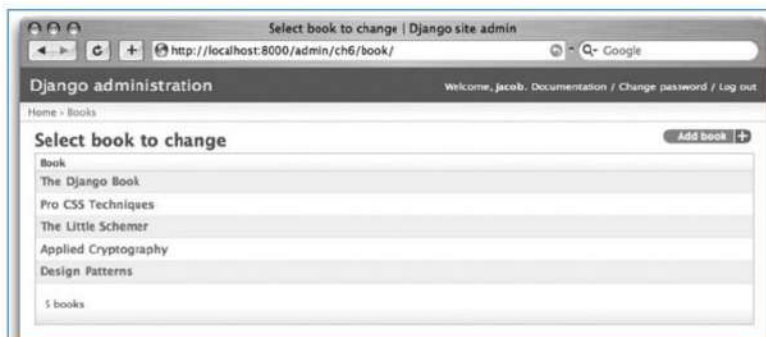 Select book to change | Django site admin
http://localhost:8000/admin/ch6/book/
Google
Django administration
Welcome, jacob. Documentation / Change password / Log out
Home › Books
Select book to change
Add book +
Book
The Django Book
Pro CSS Techniques
The Little Schemer
Applied Cryptography
Design Patterns
5 books